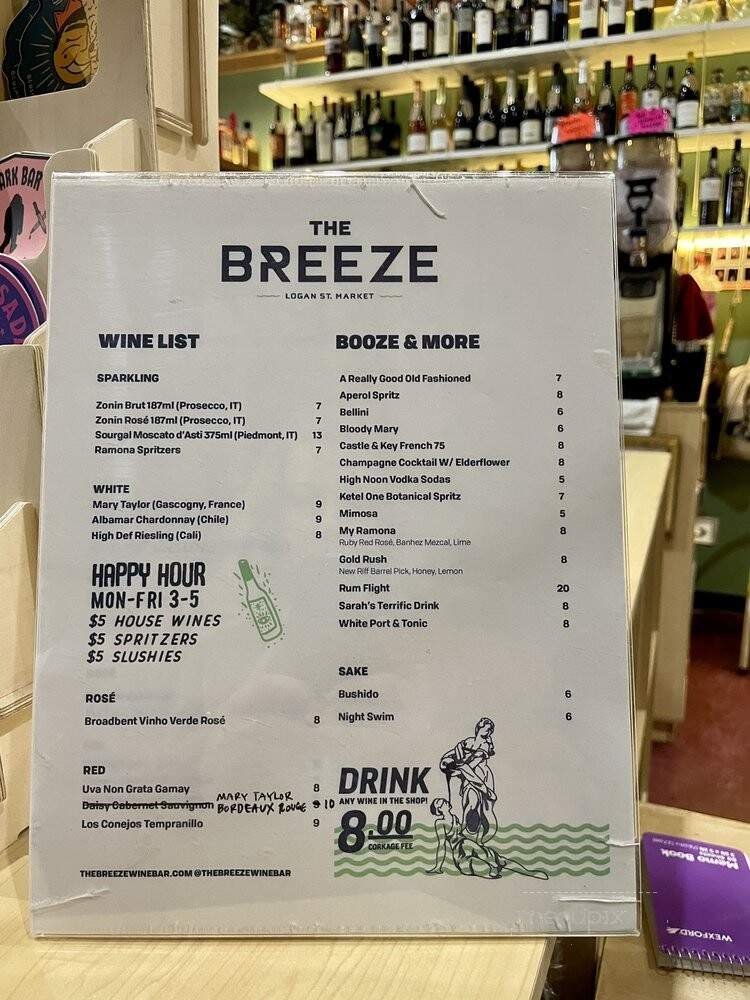 THE
BREEZE
LOGAN ST. MARKET
WINE LIST
SPARKLING
Zonin Brut 187ml (Prosecco, IT) 7
Zonin Rosé 187ml (Prosecco, IT) 7
Sourgal Moscato d'Asti 375ml (Piedmont, IT) 13
Ramona Spritzers 7
WHITE
Mary Taylor (Gascogny, France) 9
Albamar Chardonnay (Chile) 9
High Def Riesling (Cali) 8
HAPPY HOUR
MON-FRI 3-5
$5 HOUSE WINES
$5 SPRITZERS
$5 SLUSHIES
ROSÉ
Broadbent Vinho Verde Rosé 8
RED
Uva Non Grata Gamay 8
Daisy Cabernet Sauvignon MARY TAYLOR
BORDEAUX ROUGE 9 10
Los Conejos Tempranillo 9
THEBREEZEWINEBAR.COM @THEBREEZEWINEBAR
BOOZE & MORE
A Really Good Old Fashioned 7
Aperol Spritz 8
Bellini 6
Bloody Mary 6
Castle & Key French 75 8
Champagne Cocktail W/ Elderflower 8
High Noon Vodka Sodas 5
Ketel One Botanical Spritz 7
Mimosa 5
My Ramona 8
Ruby Red Rosé, Banhez Mezcal, Lime
Gold Rush 8
New Riff Barrel Pick, Honey, Lemon
Rum Flight 20
Sarah's Terrific Drink 8
White Port & Tonic 8
SAKE
Bushido 6
Night Swim 6
DRINK
ANY WINE IN THE SHOP!
8.00
CORKAGE FEE
ARK BAR
SAD
Memo Book
WEXFORD